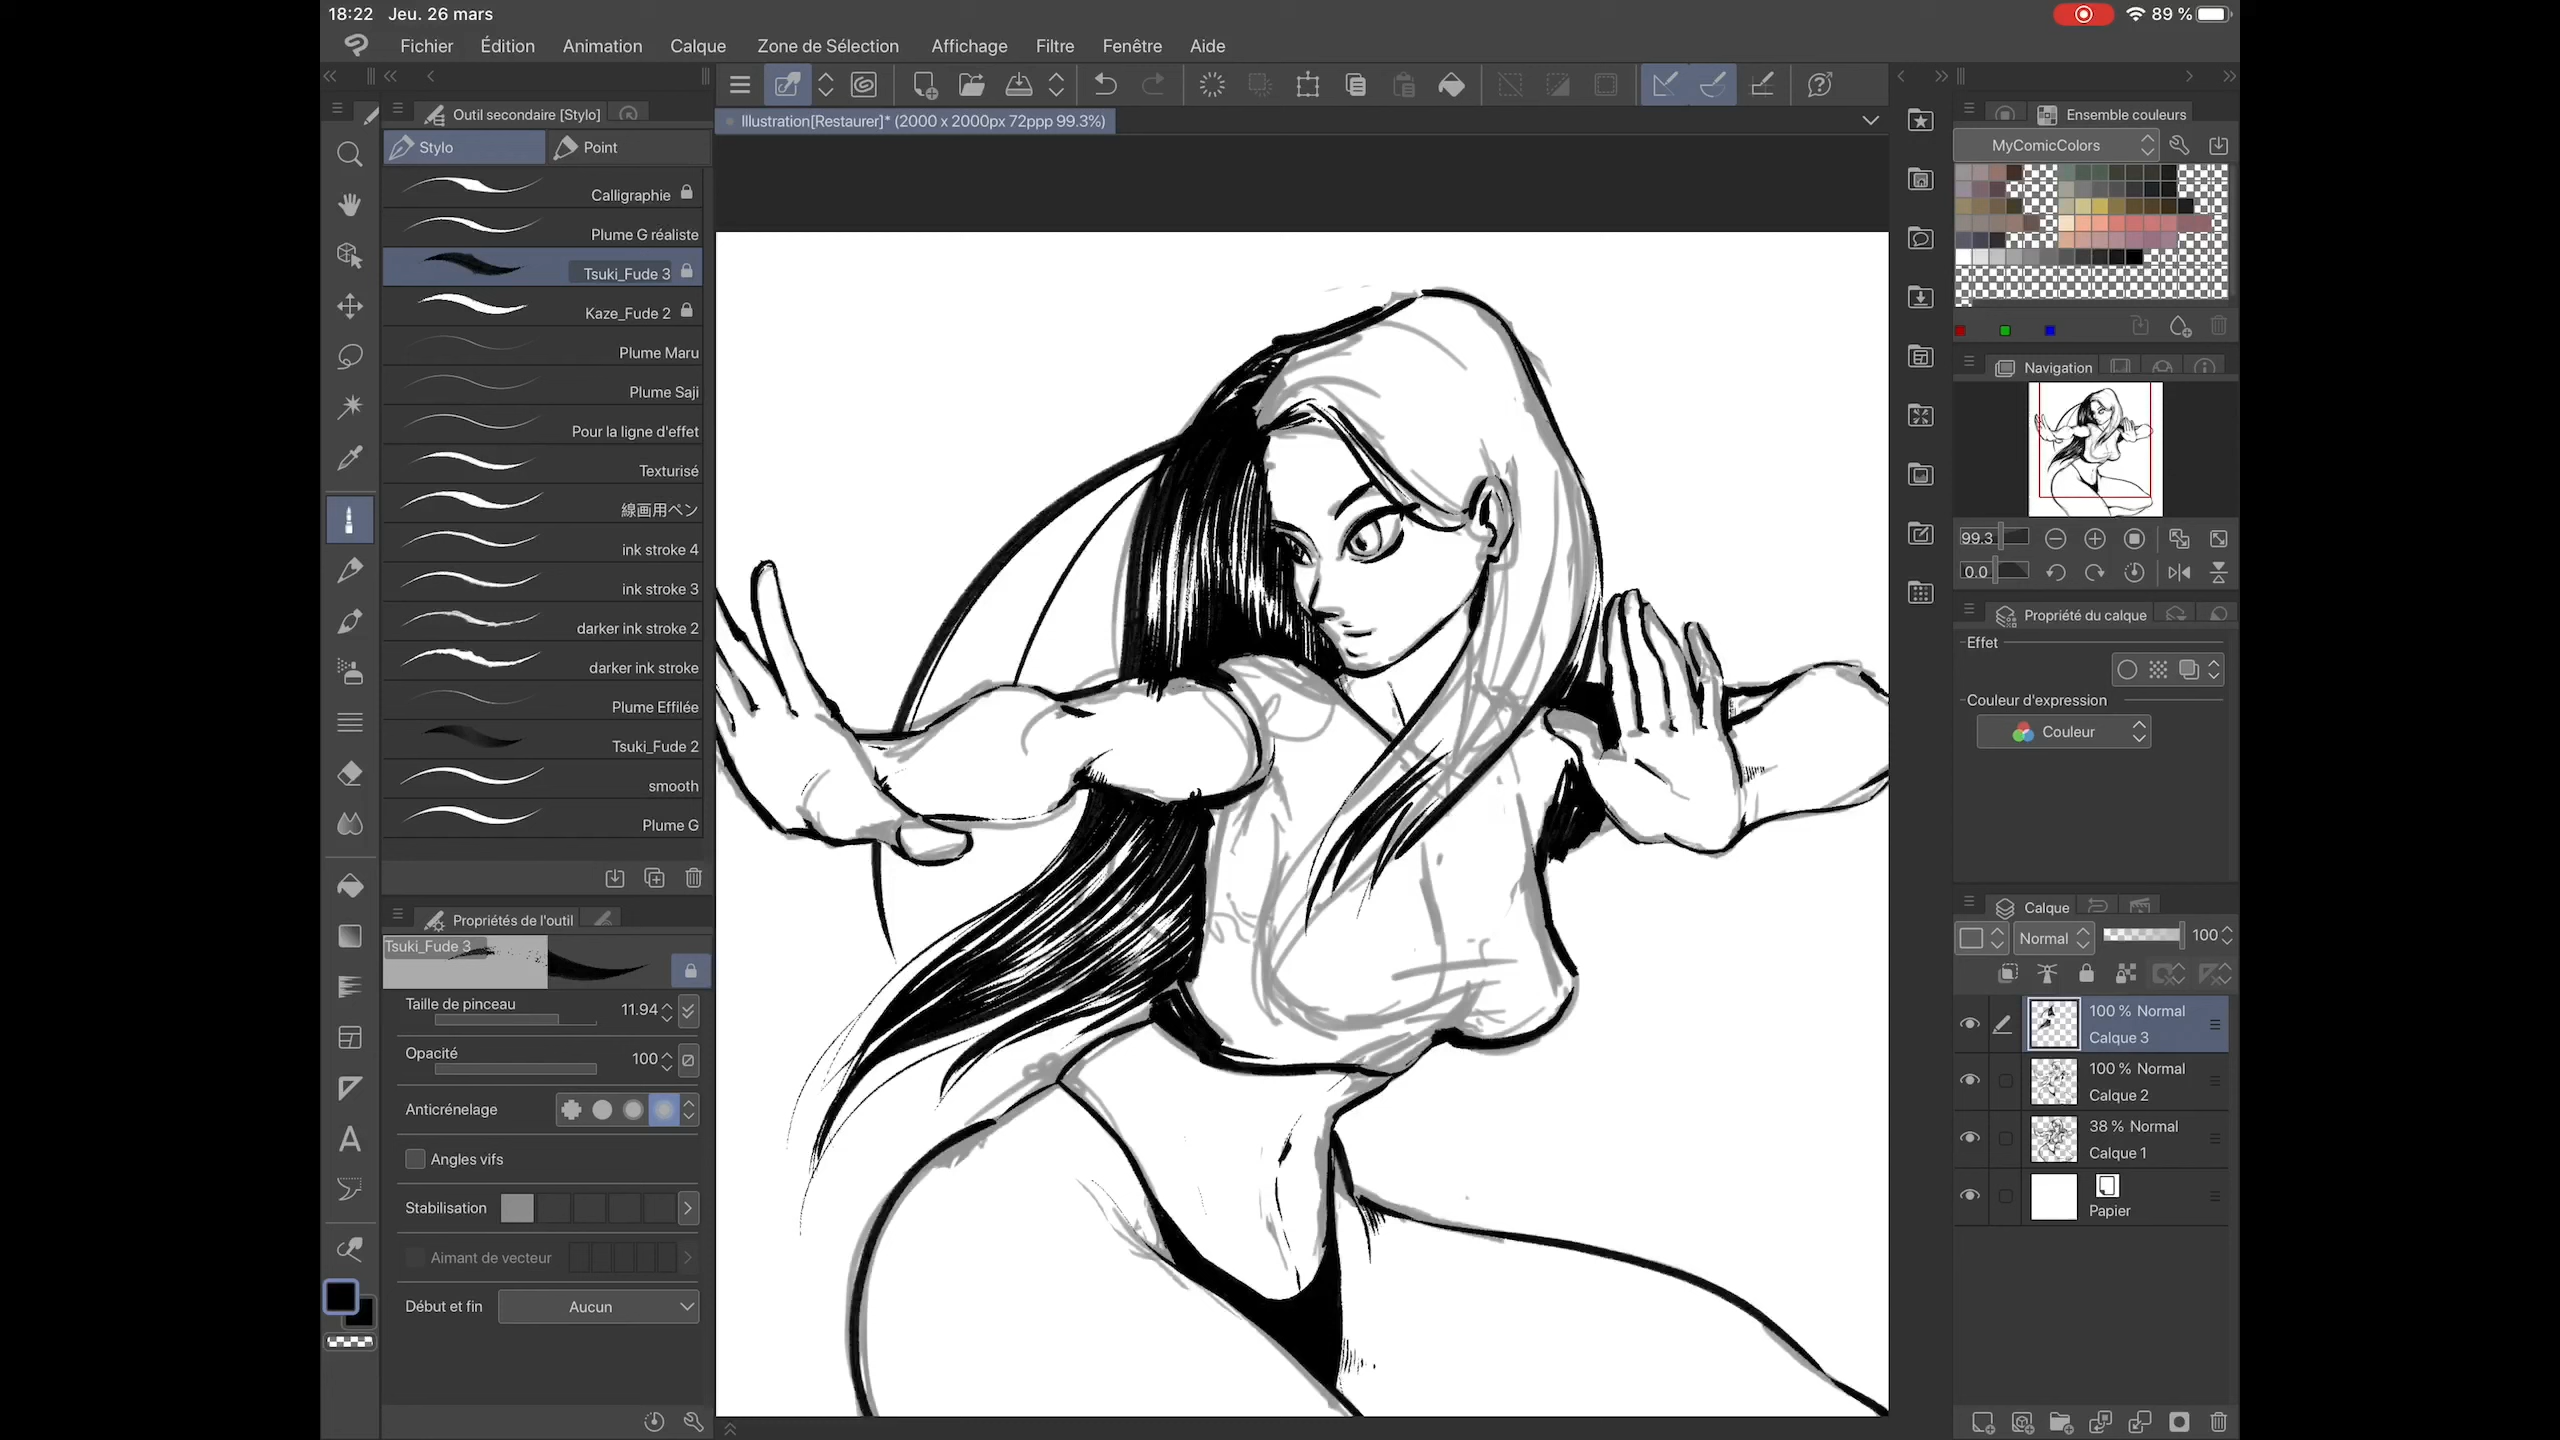 18:22 Jeu. 26 mars
89 %
Fichier Édition Animation Calque Zone de Sélection Affichage Filtre Fenêtre Aide
Outil secondaire [Stylo]
Stylo Point
Calligraphie
Plume G réaliste
Tsuki_Fude 3
Kaze_Fude 2
Plume Maru
Plume Saji
Pour la ligne d'effet
Texturisé
線画用ペン
ink stroke 4
ink stroke 3
darker ink stroke 2
darker ink stroke
Plume Effilée
Tsuki_Fude 2
smooth
Plume G
Propriétés de l'outil
Tsuki_Fude 3
Taille de pinceau 11.94
Opacité 100
Anticrénelage
Angles vifs
Stabilisation
Aimant de vecteur
Début et fin Aucun
Illustration[Restaurer]* (2000 x 2000px 72ppp 99.3%)
Ensemble couleurs
MyComicColors
Navigation
99.3
0.0
Propriété du calque
Effet
Couleur d'expression
Couleur
Calque
Normal 100
100 % Normal
Calque 3
100 % Normal
Calque 2
38 % Normal
Calque 1
Papier